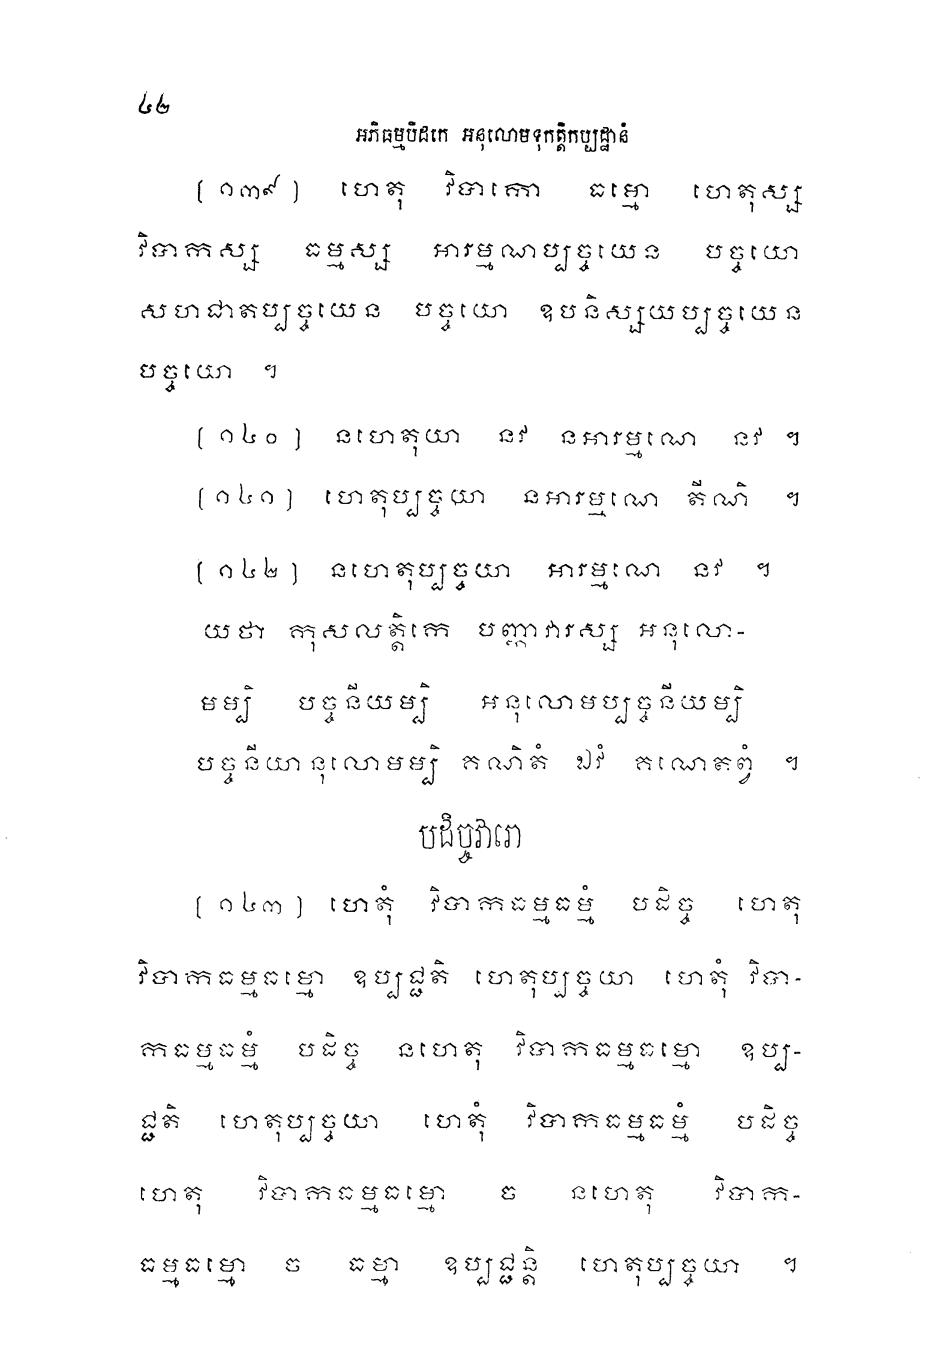 ៤២
អភិធម្មបិដកេ អនុលោមទុកត្តិកប្បដ្ឋានំ
(១៣៩) ហេតុ វិបាកោ ធម្មោ ហេតុស្ស
វិបាកស្ស ធម្មស្ស អារម្មណប្បច្ចយេន បច្ចយោ
សហជាតប្បច្ចយេន បច្ចយោ ឧបនិស្សយប្បច្ចយេន
បច្ចយោ ។
(១៤០) នហេតុយា នវ នអារម្មណេ នវ ។
(១៤១) ហេតុប្បច្ចយា នអារម្មណេ តីណិ ។
(១៤២) នហេតុប្បច្ចយា អារម្មណេ នវ ។
យថា កុសលត្តិកេ បញ្ហាវារស្ស អនុលោ-
មម្បិ បច្ចនីយម្បិ អនុលោមប្បច្ចនីយម្បិ
បច្ចនីយានុលោមម្បិ គណិតំ ឯវំ គណេតព្វំ ។
បដិច្ចវារោ
(១៤៣) ហេតុំ វិបាកធម្មធម្មំ បដិច្ច ហេតុ
វិបាកធម្មធម្មោ ឧប្បជ្ជតិ ហេតុប្បច្ចយា ហេតុំ វិបា-
កធម្មធម្មំ បដិច្ច នហេតុ វិបាកធម្មធម្មោ ឧប្ប-
ជ្ជតិ ហេតុប្បច្ចយា ហេតុំ វិបាកធម្មធម្មំ បដិច្ច
ហេតុ វិបាកធម្មធម្មោ ច នហេតុ វិបាក-
ធម្មធម្មោ ច ធម្មា ឧប្បជ្ជន្តិ ហេតុប្បច្ចយា ។